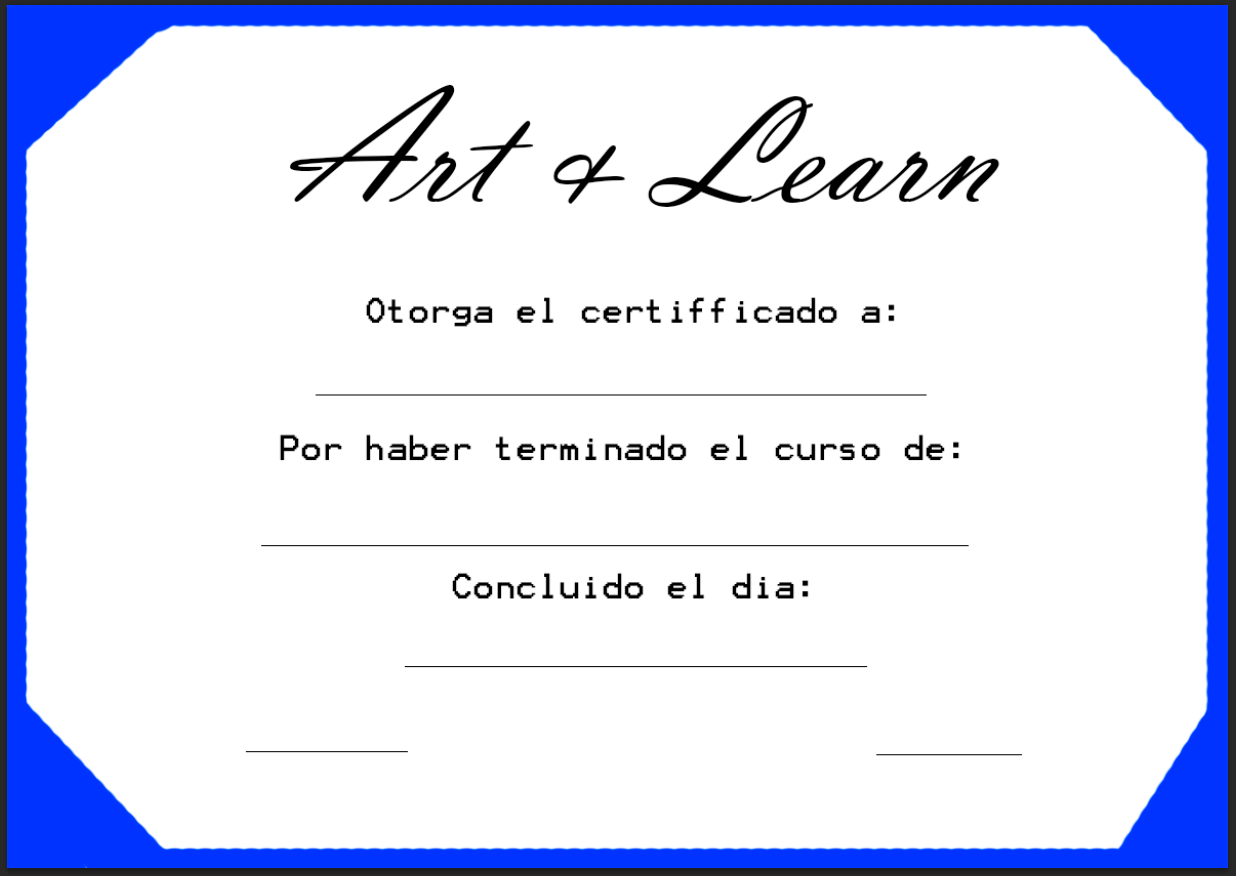 Art & Learn
Otorga el certifficado a:
Por haber terminado el curso de:
Concluido el dia: